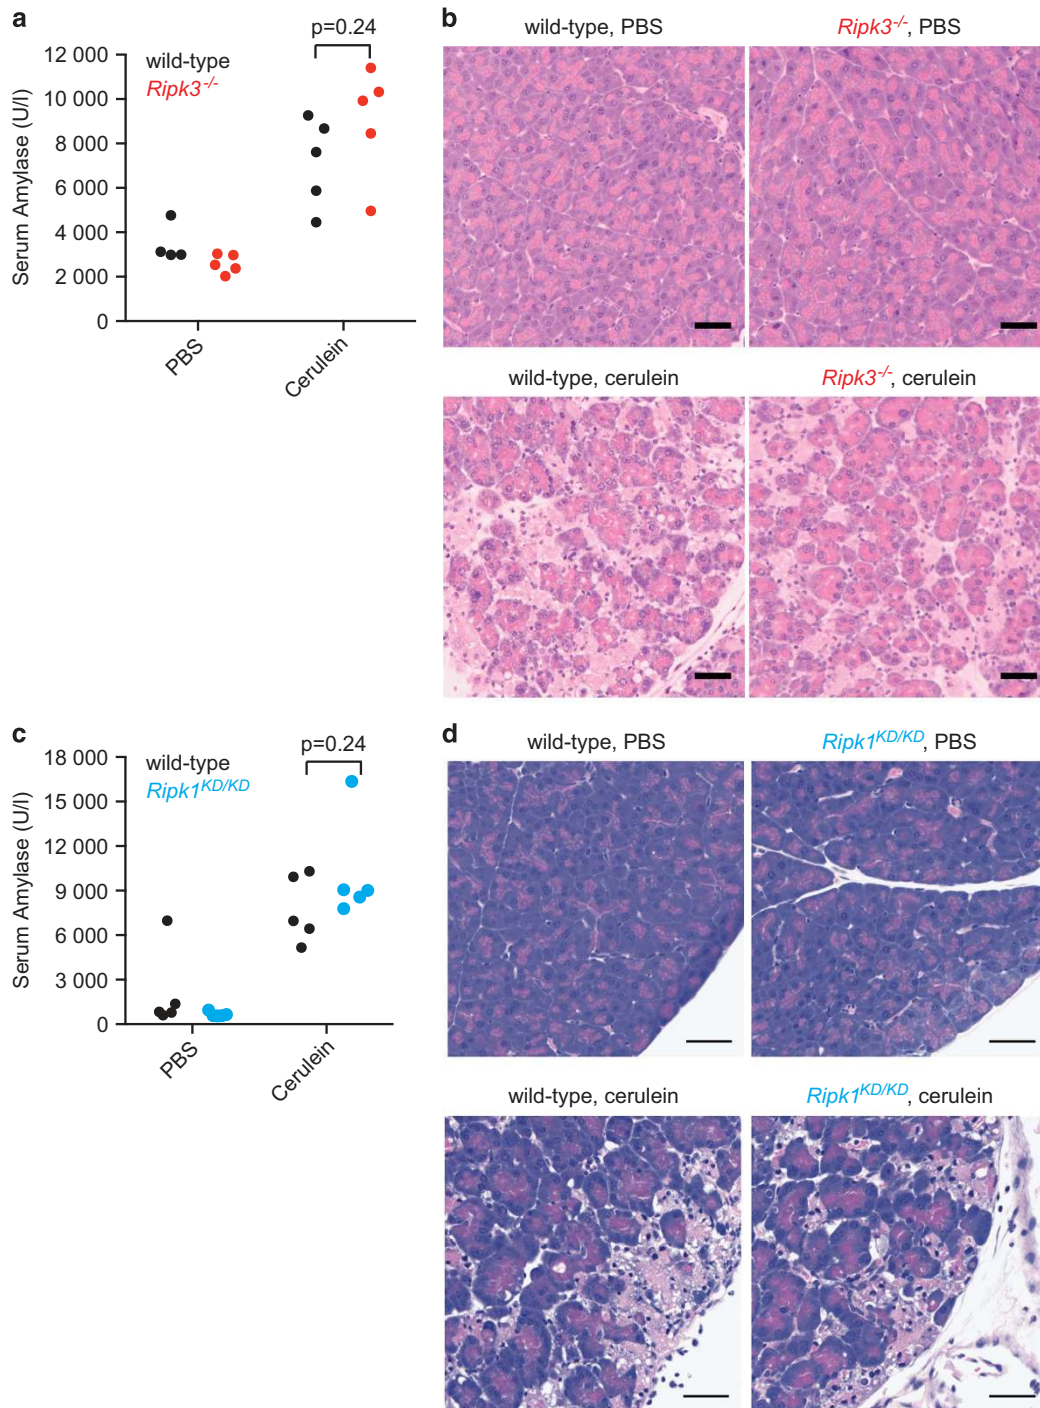 a
p=0.24
12 000
10 000
8 000
6 000
4 000
2 000
0
Serum Amylase (U/l)
wild-type
Ripk3-/-
PBS
Cerulein
b
wild-type, PBS
Ripk3-/-, PBS
wild-type, cerulein
Ripk3-/-, cerulein
c
p=0.24
18 000
15 000
12 000
9 000
6 000
3 000
0
Serum Amylase (U/l)
wild-type
Ripk1KD/KD
PBS
Cerulein
d
wild-type, PBS
Ripk1KD/KD, PBS
wild-type, cerulein
Ripk1KD/KD, cerulein